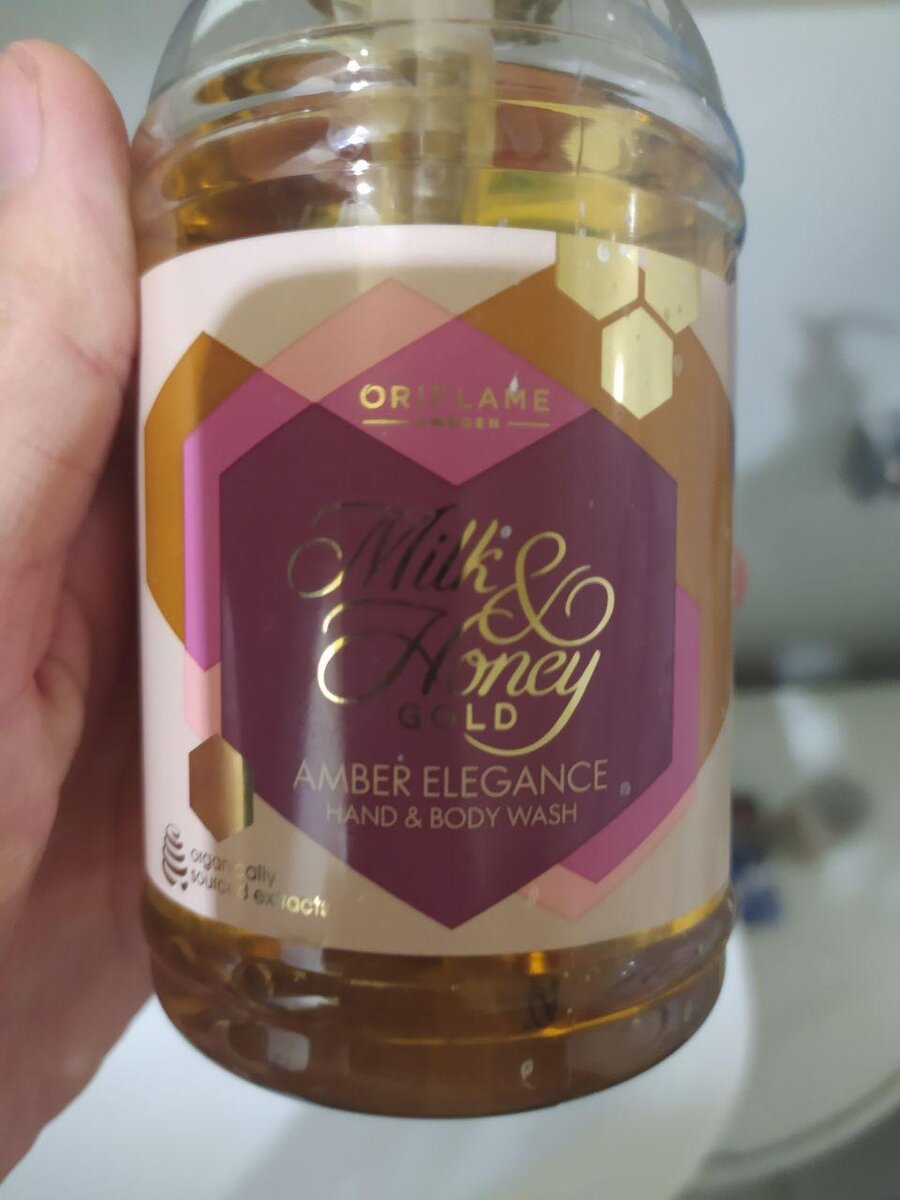 ORIFLAME
SWEDEN
Milk &
Honey
GOLD
AMBER ELEGANCE
HAND & BODY WASH
organically
sourced extracts